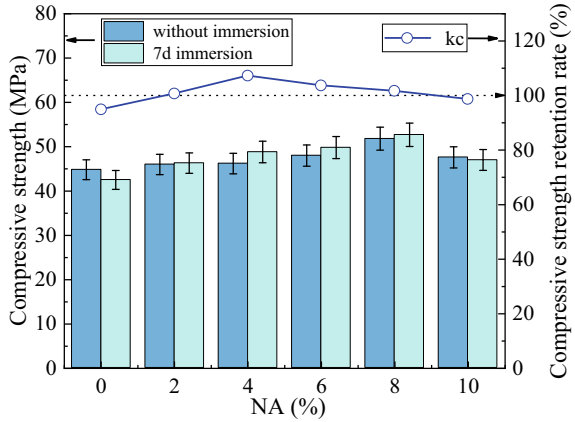 80
70
60
50
40
30
20
10
0
Compressive strength (MPa)
without immersion
7d immersion
kc
120
100
80
60
40
20
0
Compressive strength retention rate (%)
0 2 4 6 8 10
NA (%)